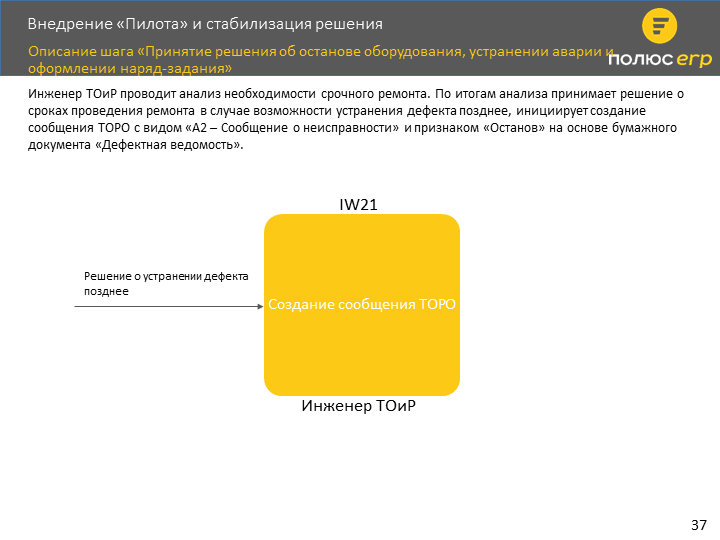 Внедрение «Пилота» и стабилизация решения
Описание шага «Принятие решения об останове оборудования, устранении аварии и
оформлении наряд-задания»
полюс erp
Инженер ТОиР проводит анализ необходимости срочного ремонта. По итогам анализа принимает решение о
сроках проведения ремонта в случае возможности устранения дефекта позднее, инициирует создание
сообщения ТОРО с видом «А2 – Сообщение о неисправности» и признаком «Останов» на основе бумажного
документа «Дефектная ведомость».
IW21
Решение о устранении дефекта
позднее
Создание сообщения ТОРО
Инженер ТОиР
37